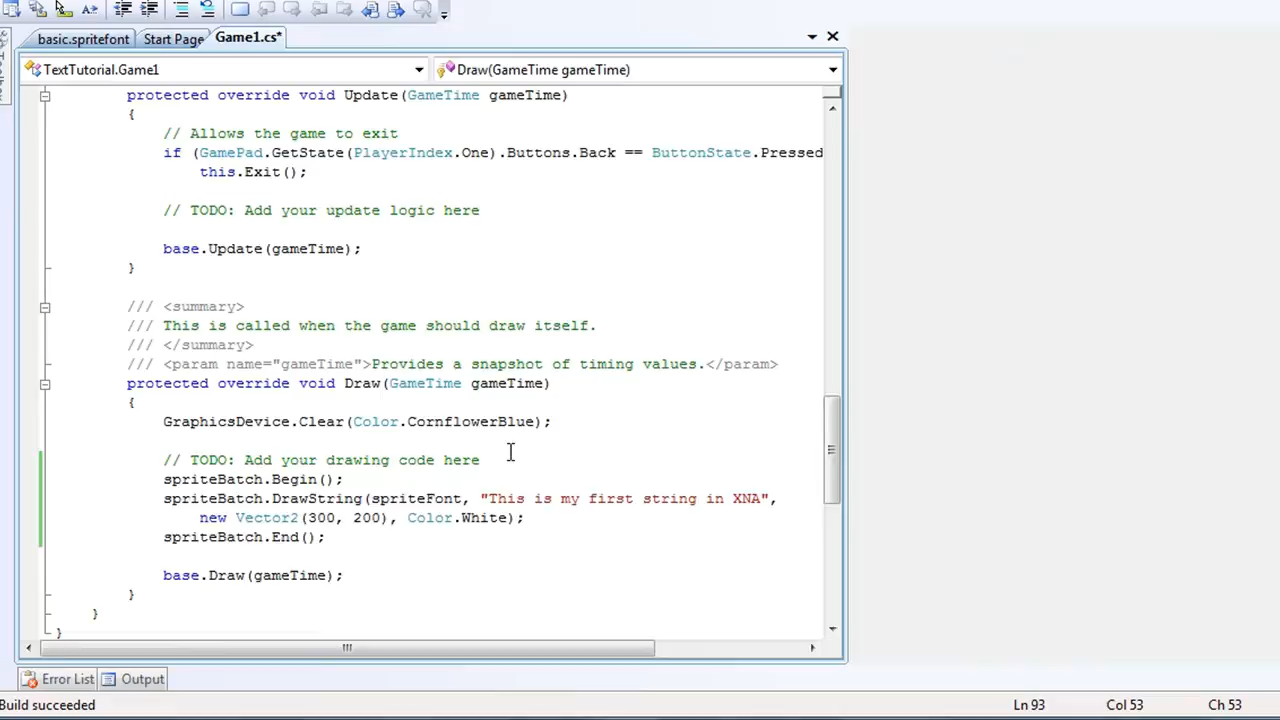 basic.spritefont
Start Page
Game1.cs*
TextTutorial.Game1
Draw(GameTime gameTime)
protected override void Update(GameTime gameTime)
{
// Allows the game to exit
if (GamePad.GetState(PlayerIndex.One).Buttons.Back == ButtonState.Pressed
this.Exit();
// TODO: Add your update logic here
base.Update(gameTime);
}
/// <summary>
/// This is called when the game should draw itself.
/// </summary>
/// <param name="gameTime">Provides a snapshot of timing values.</param>
protected override void Draw(GameTime gameTime)
{
GraphicsDevice.Clear(Color.CornflowerBlue);
// TODO: Add your drawing code here
spriteBatch.Begin();
spriteBatch.DrawString(spriteFont, "This is my first string in XNA",
new Vector2(300, 200), Color.White);
spriteBatch.End();
base.Draw(gameTime);
}
}
}
Error List
Output
Build succeeded
Ln 93
Col 53
Ch 53